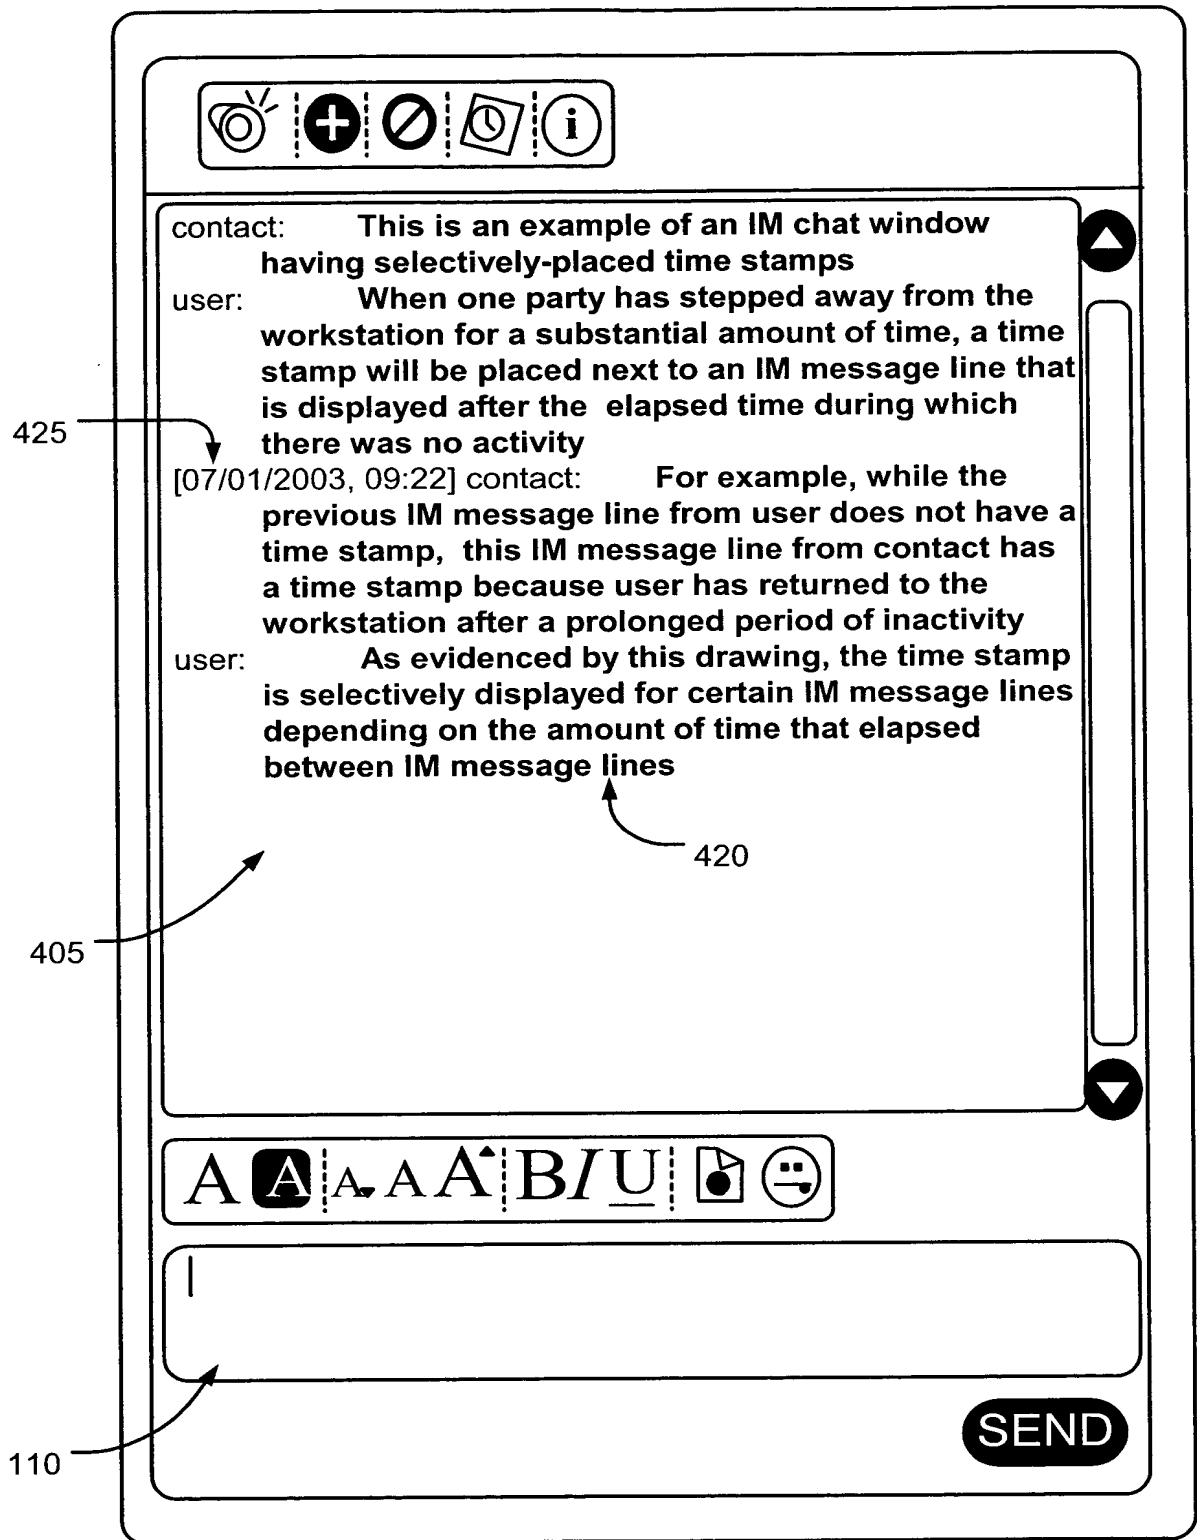 i
contact: This is an example of an IM chat window
having selectively-placed time stamps
user: When one party has stepped away from the
workstation for a substantial amount of time, a time
stamp will be placed next to an IM message line that
is displayed after the elapsed time during which
there was no activity
425
[07/01/2003, 09:22] contact: For example, while the
previous IM message line from user does not have a
time stamp, this IM message line from contact has
a time stamp because user has returned to the
workstation after a prolonged period of inactivity
user: As evidenced by this drawing, the time stamp
is selectively displayed for certain IM message lines
depending on the amount of time that elapsed
between IM message lines
420
405
A A A A A B I U
SEND
110